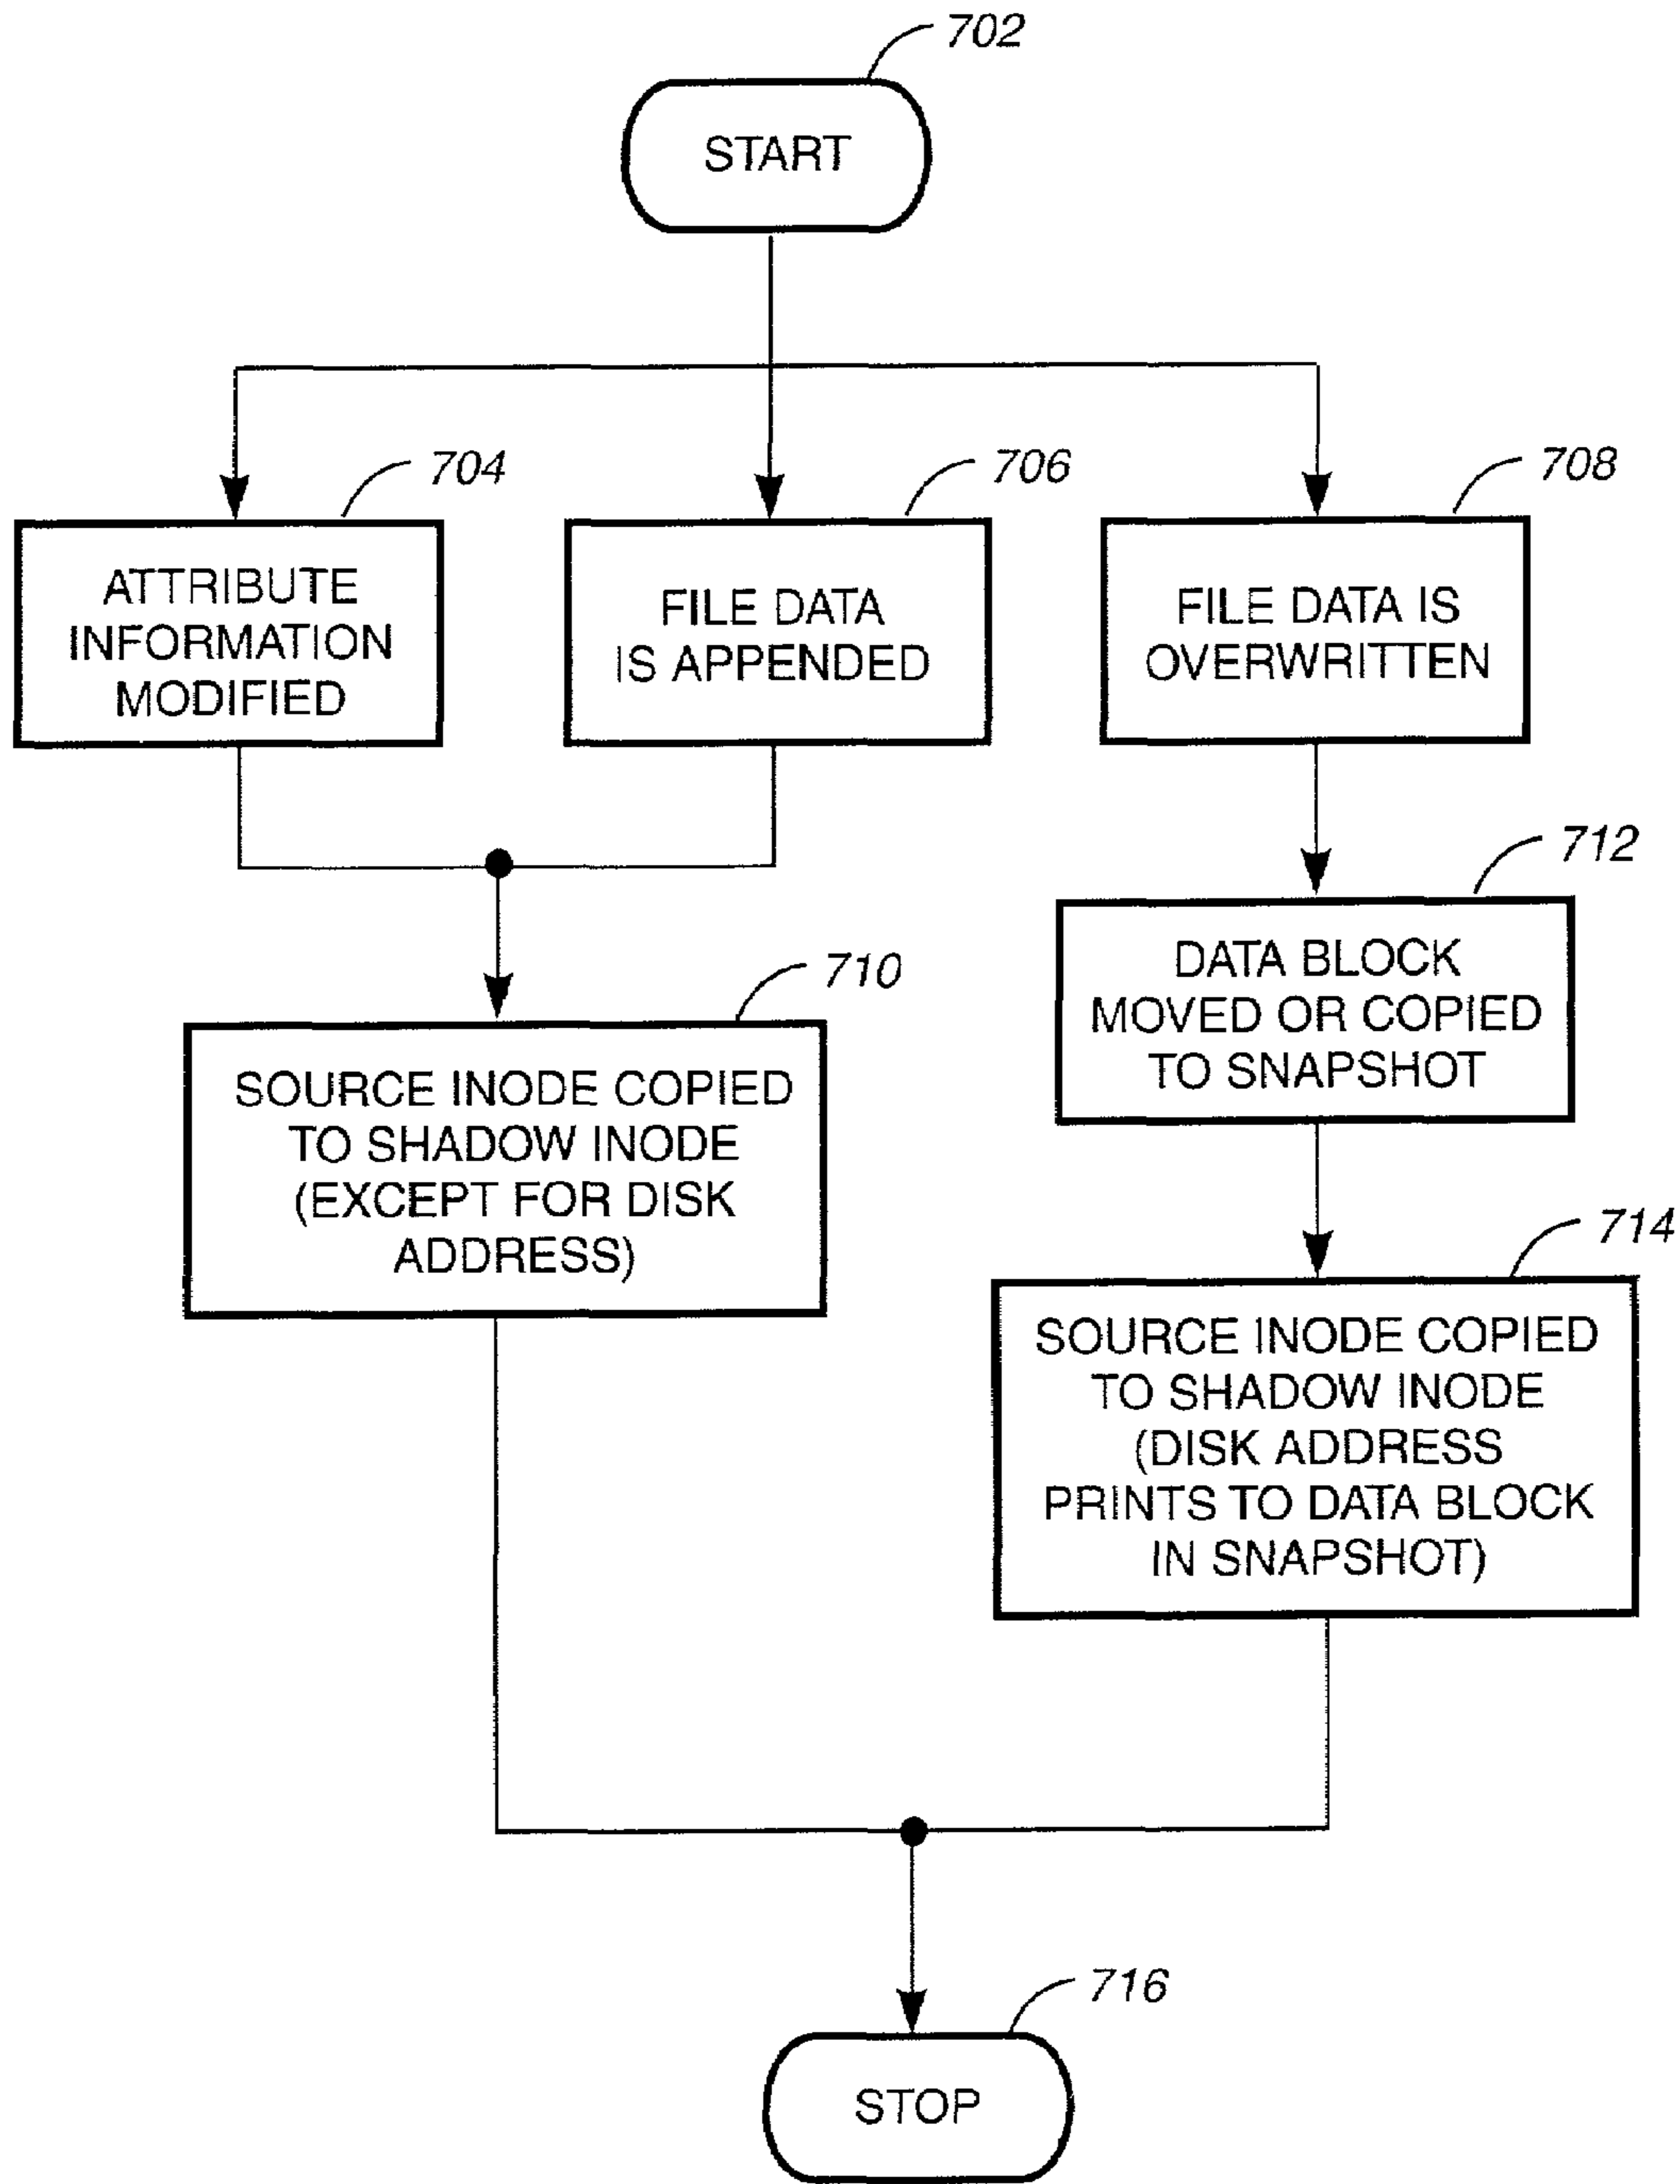 702
START
704
706
708
ATTRIBUTE
INFORMATION
MODIFIED
FILE DATA
IS APPENDED
FILE DATA IS
OVERWRITTEN
712
DATA BLOCK
MOVED OR COPIED
TO SNAPSHOT
710
SOURCE INODE COPIED
TO SHADOW INODE
(EXCEPT FOR DISK
ADDRESS)
714
SOURCE INODE COPIED
TO SHADOW INODE
(DISK ADDRESS
PRINTS TO DATA BLOCK
IN SNAPSHOT)
716
STOP